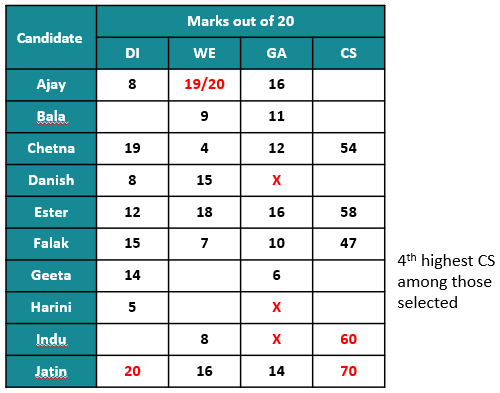 Candidate Marks out of 20
DI WE GA CS
Ajay 8 19/20 16
Bala 9 11
Chetna 19 4 12 54
Danish 8 15 X
Ester 12 18 16 58
Falak 15 7 10 47
Geeta 14 6
Harini 5 X
Indu 8 X 60
Jatin 20 16 14 70
4th highest CS
among those
selected